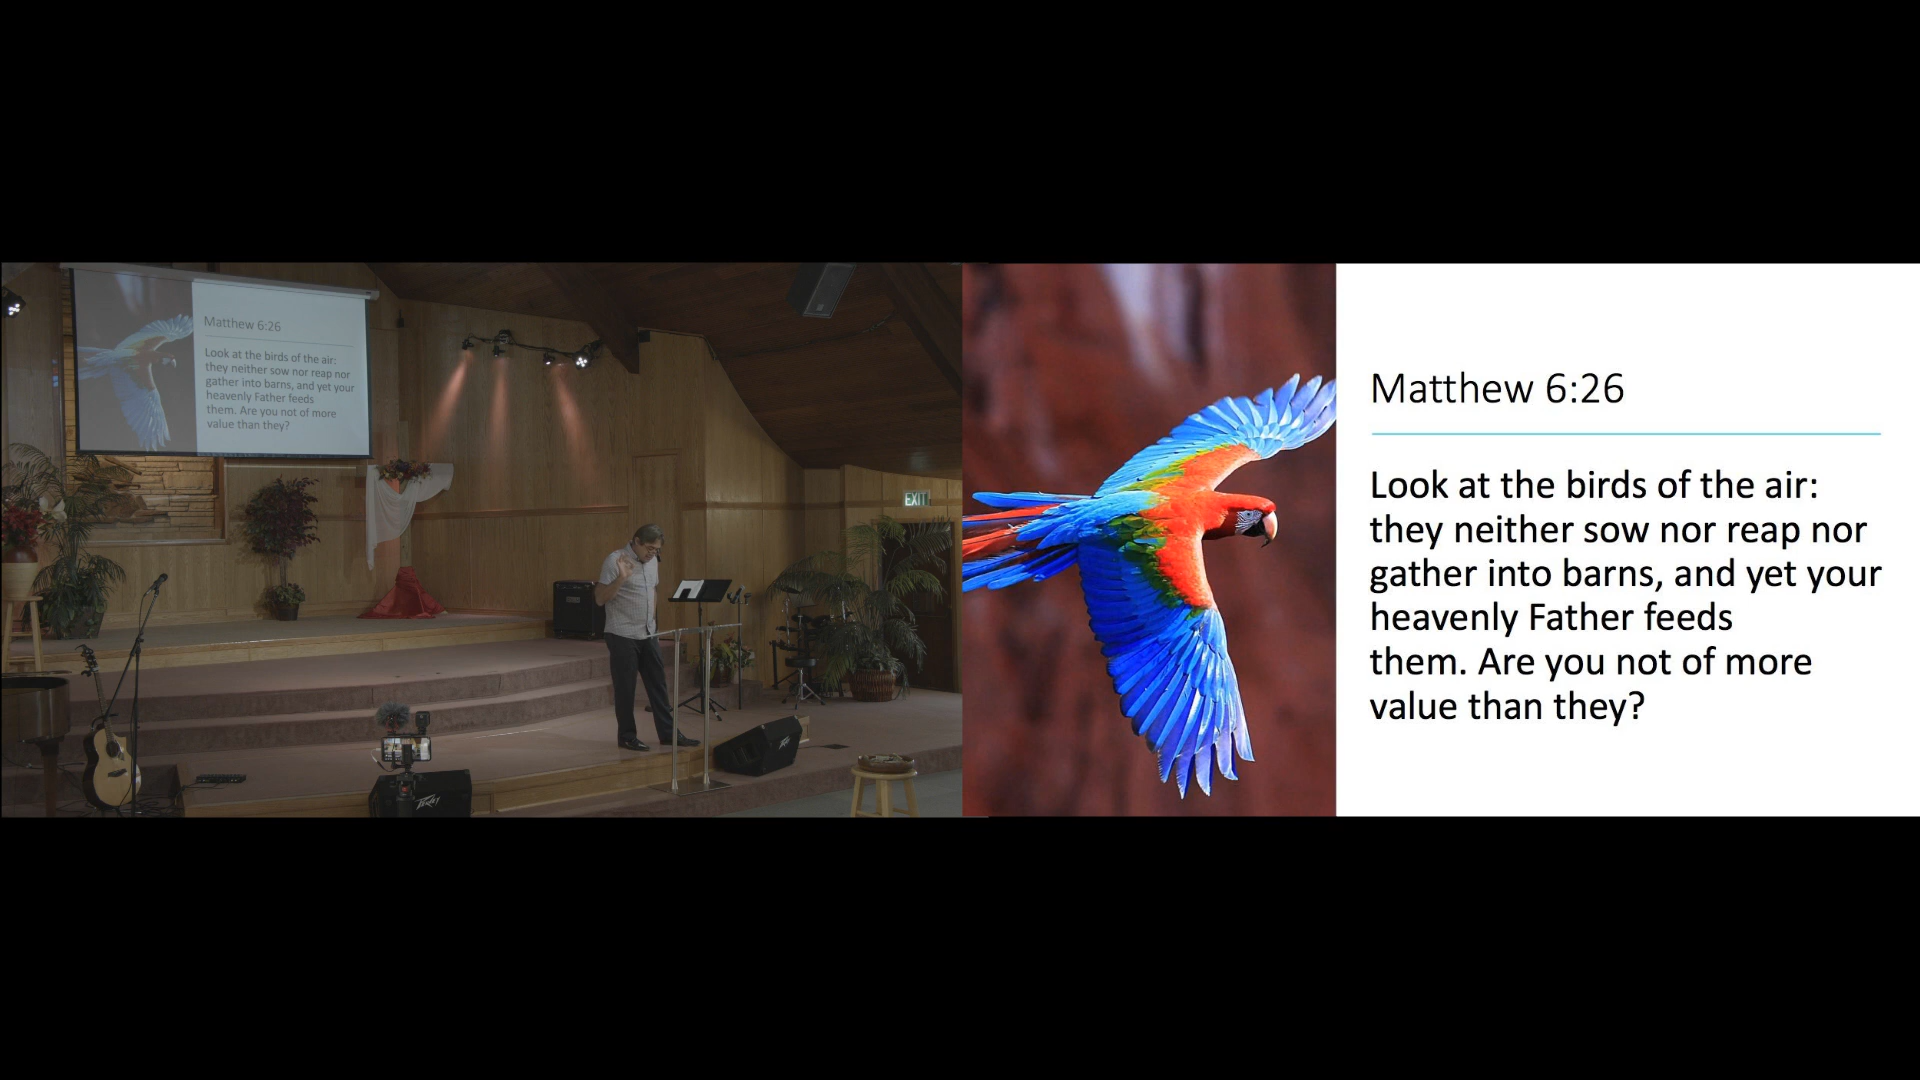 Matthew 6:26
Look at the birds of the air:
they neither sow nor reap nor
gather into barns, and yet your
heavenly Father feeds
them. Are you not of more
value than they?
EXIT
PEAVEY
Matthew 6:26
Look at the birds of the air:
they neither sow nor reap nor
gather into barns, and yet your
heavenly Father feeds
them. Are you not of more
value than they?